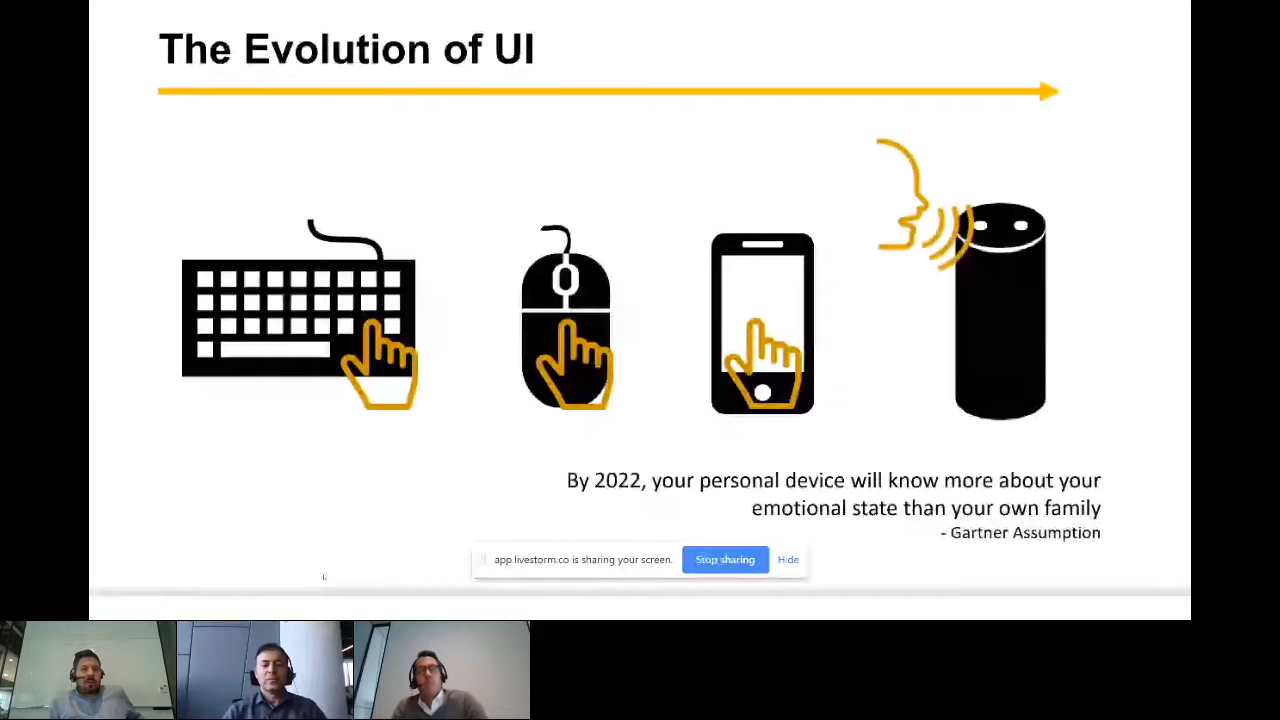 The Evolution of UI
By 2022, your personal device will know more about your
emotional state than your own family
- Gartner Assumption
app.livestorm.co is sharing your screen.
Stop sharing
Hide